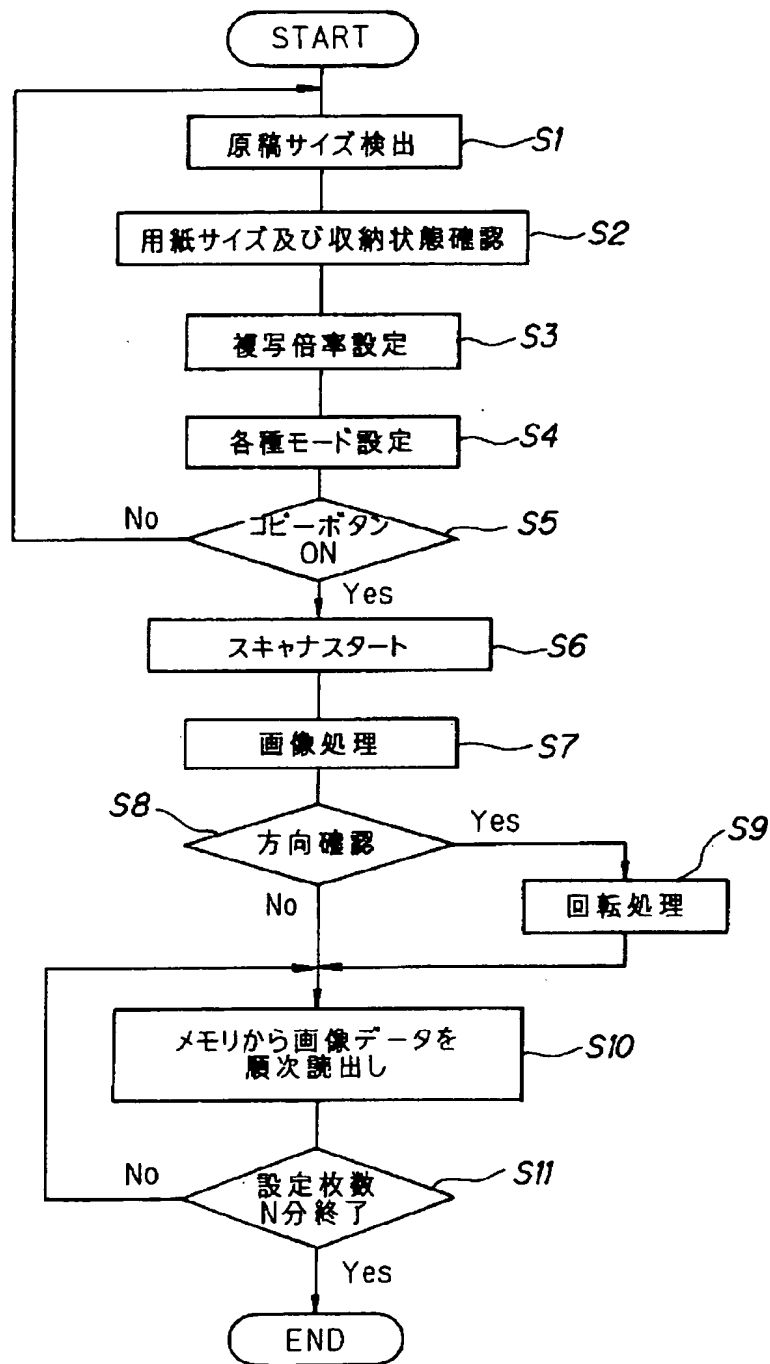 START
原稿サイズ検出
S1
用紙サイズ及び収納状態確認
S2
複写倍率設定
S3
各種モード設定
S4
コピーボタン
ON
S5
No
Yes
スキャナスタート
S6
画像処理
S7
S8
方向確認
Yes
S9
No
回転処理
メモリから画像データを
順次読出し
S10
No
設定枚数
N分終了
S11
Yes
END